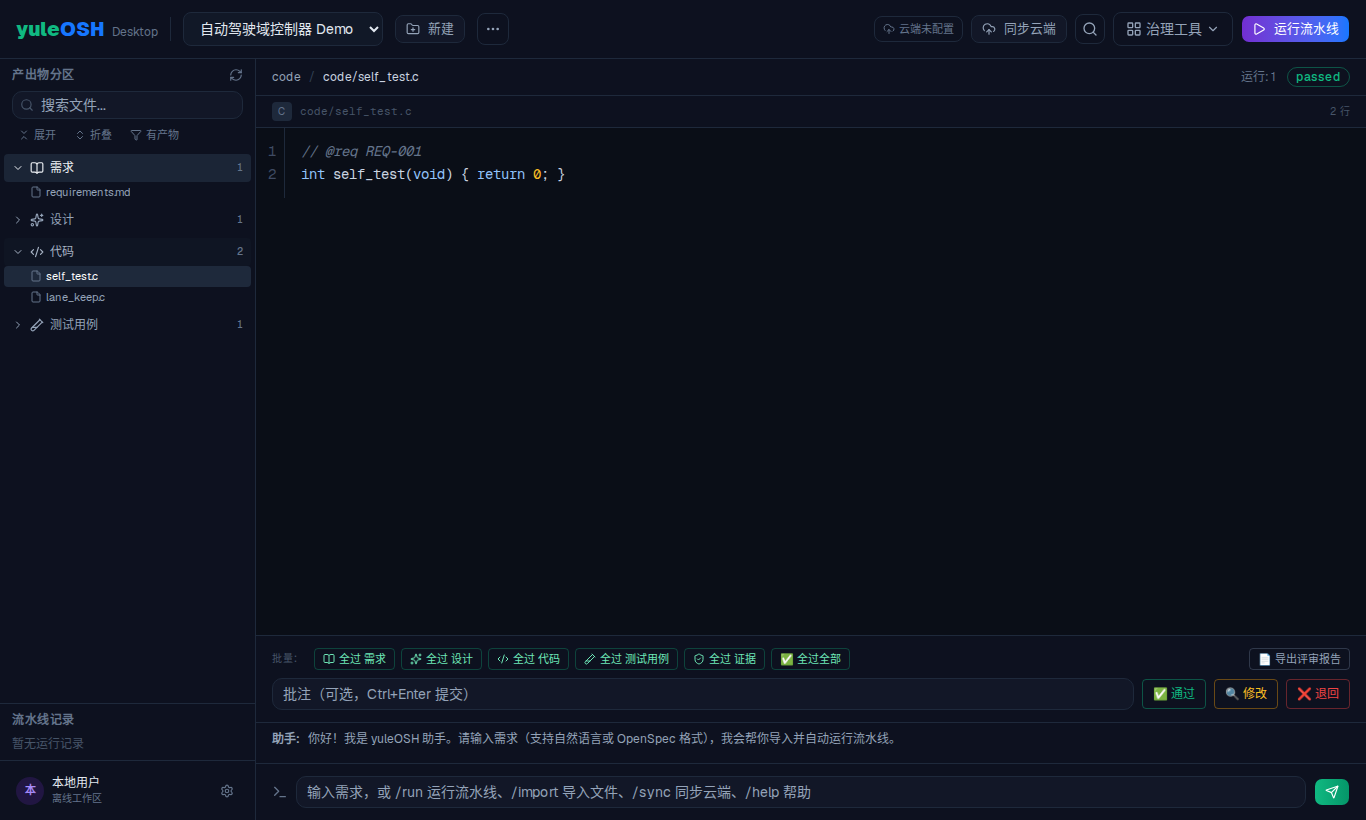 yuleOSH Desktop 自动驾驶域控制器 Demo 新建 云端未配置 同步云端 治理工具 运行流水线
产出物分区
搜索文件...
展开 折叠 有产物
需求 1
requirements.md
设计 1
代码 2
self_test.c
lane_keep.c
测试用例 1
流水线记录
暂无运行记录
本 本地用户
离线工作区
code / code/self_test.c 运行: 1 passed
C code/self_test.c 2 行
1 // @req REQ-001
2 int self_test(void) { return 0; }
批量: 全过 需求 全过 设计 全过 代码 全过 测试用例 全过 证据 ✅ 全过全部 📄 导出评审报告
批注（可选，Ctrl+Enter 提交） ✅ 通过 🔍 修改 ❌ 退回
助手: 你好！我是 yuleOSH 助手。请输入需求（支持自然语言或 OpenSpec 格式），我会帮你导入并自动运行流水线。
输入需求，或 /run 运行流水线、/import 导入文件、/sync 同步云端、/help 帮助